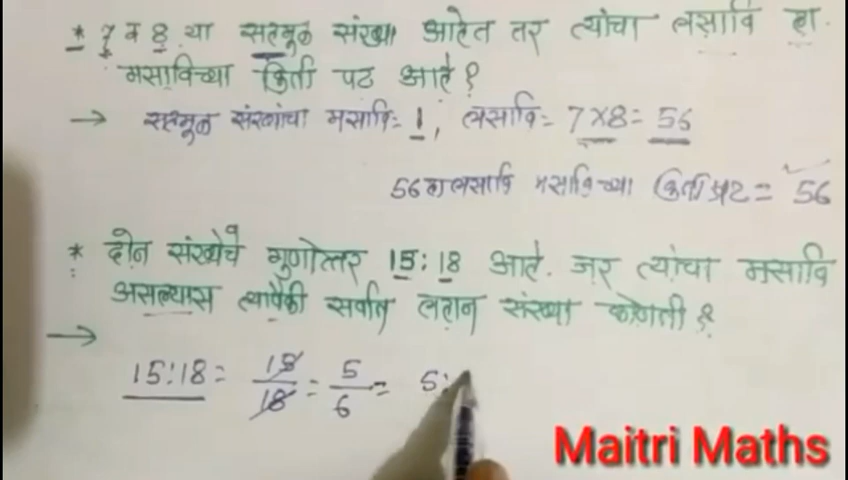 * 7 व 8 या सहमूळ संख्या आहेत तर त्यांचा लसावि हा
मसाविच्या किती पट आहे?
→ सहमूळ संख्यांचा मसावि = 1, लसावि = 7×8 = 56
56 हा लसावि मसाविच्या किती पट = 56
* दोन संख्येचे गुणोत्तर 15:18 आहे. जर त्यांचा मसावि
असल्यास त्यापैकी सर्वात लहान संख्या कोणती?
→
15:18 = 18/18 = 5/6 = 5:
Maitri Maths